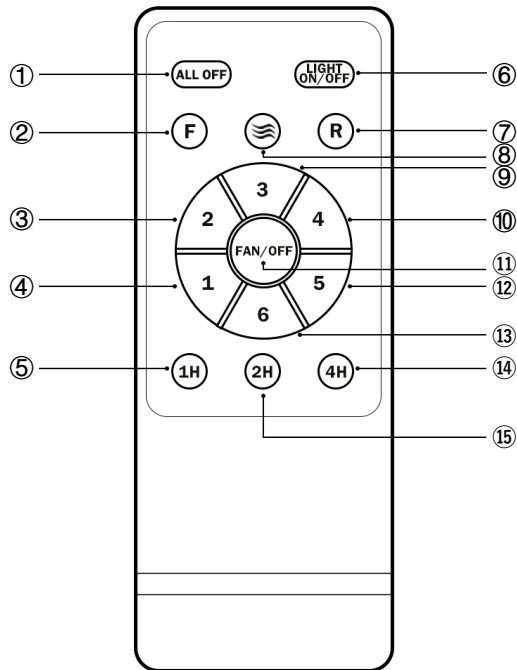 ① ALL OFF LIGHT ON/OFF ⑥
② F R ⑦
⑧
3 ⑨
③ 2 4 ⑩
FAN/OFF ⑪
④ 1 5 ⑫
6 ⑬
⑤ 1H 2H 4H ⑭
⑮